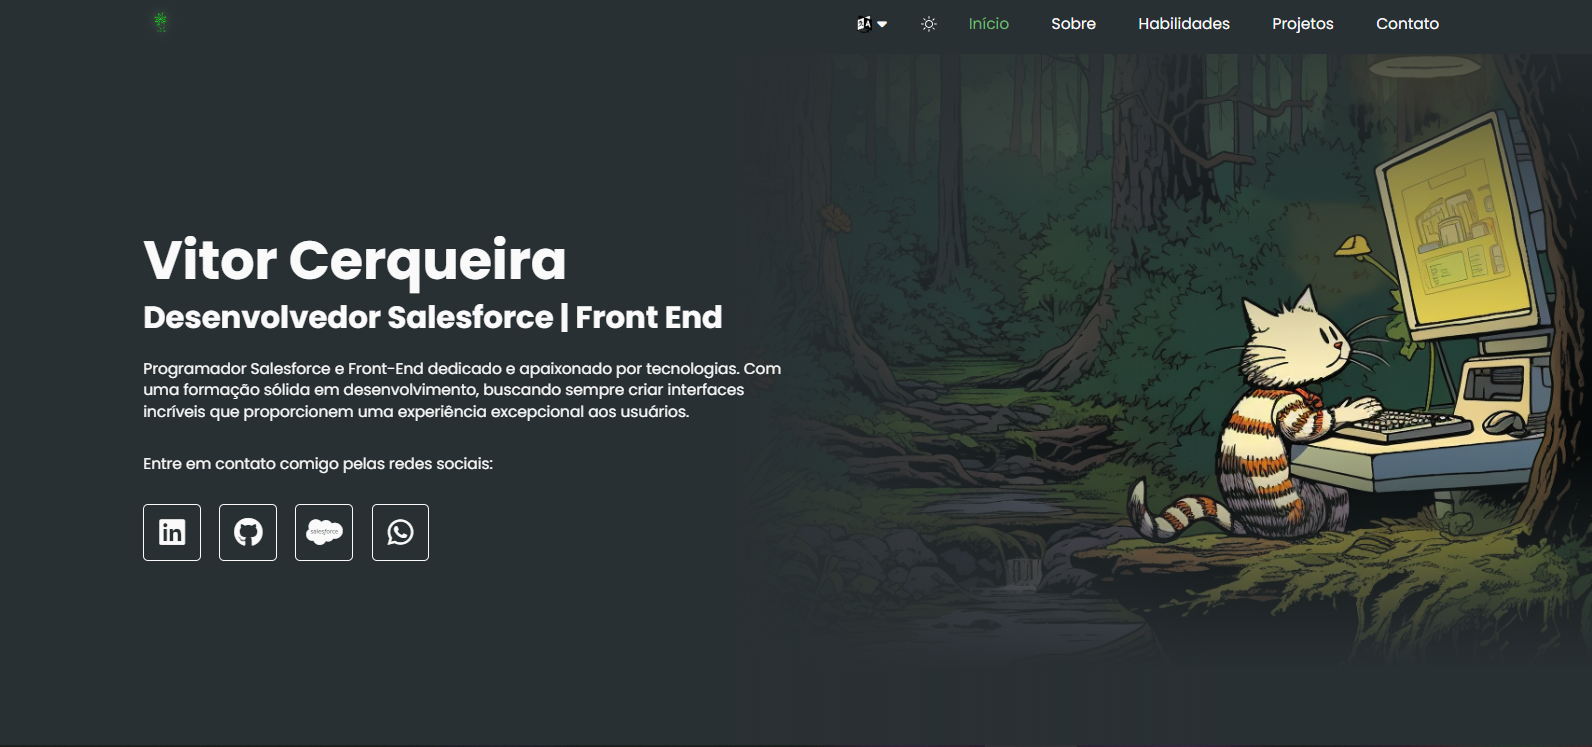 Início Sobre Habilidades Projetos Contato
Vitor Cerqueira
Desenvolvedor Salesforce | Front End
Programador Salesforce e Front-End dedicado e apaixonado por tecnologias. Com
uma formação sólida em desenvolvimento, buscando sempre criar interfaces
incríveis que proporcionem uma experiência excepcional aos usuários.
Entre em contato comigo pelas redes sociais:
in
salesforce